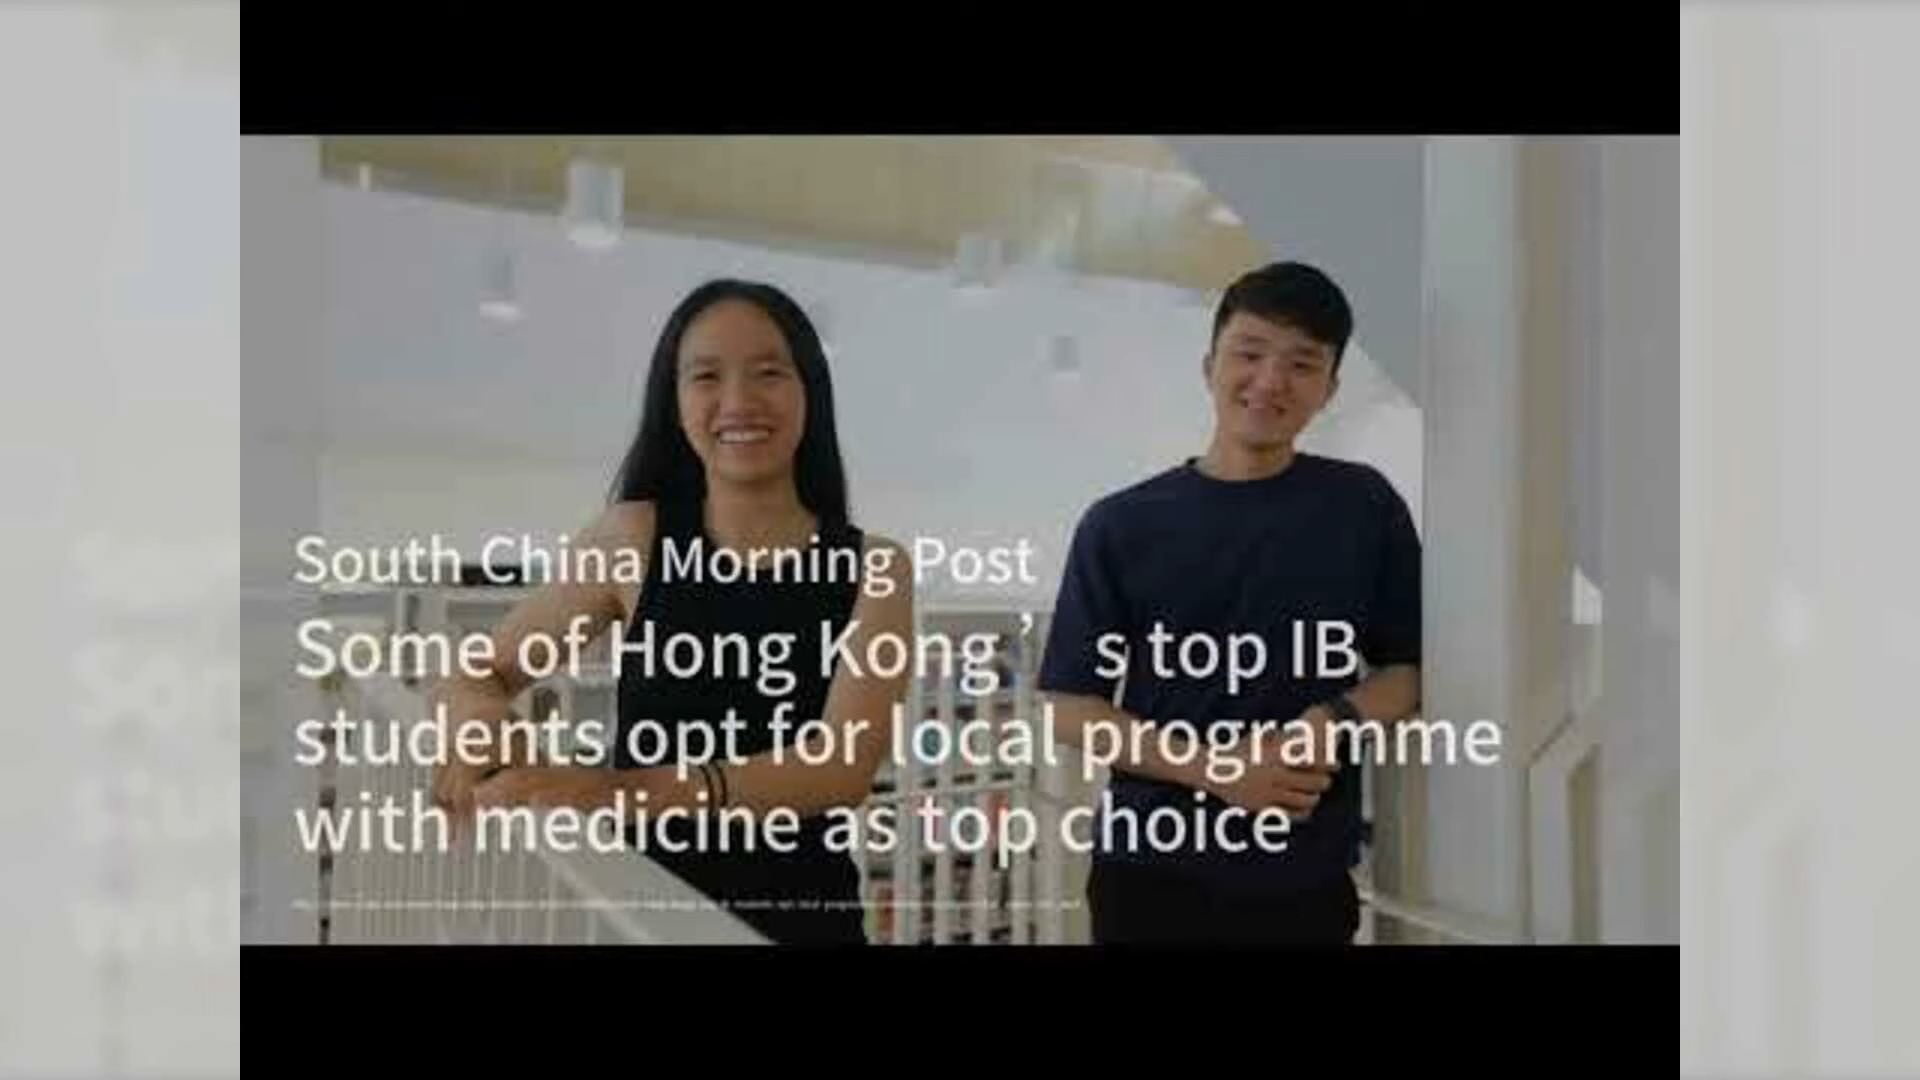 South China Morning Post
Some of Hong Kong’s top IB
students opt for local programme
with medicine as top choice